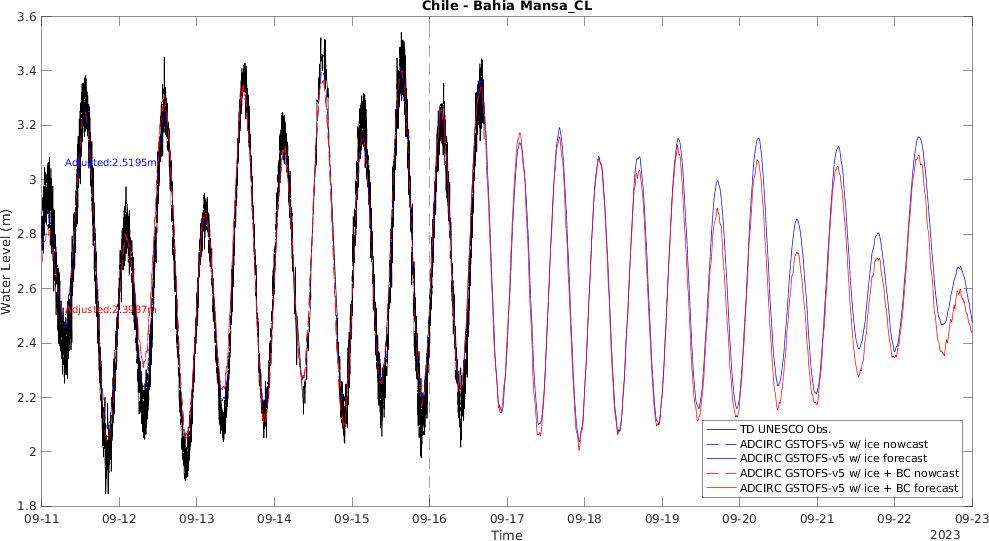 Chile - Bahia Mansa_CL
3.6
3.4
3.2
3
2.8
2.6
2.4
2.2
2
1.8
Water Level (m)
Adjusted:2.5195m
Adjusted:2.3987m
TD UNESCO Obs.
ADCIRC GSTOFS-v5 w/ ice nowcast
ADCIRC GSTOFS-v5 w/ ice forecast
ADCIRC GSTOFS-v5 w/ ice + BC nowcast
ADCIRC GSTOFS-v5 w/ ice + BC forecast
09-11 09-12 09-13 09-14 09-15 09-16 09-17 09-18 09-19 09-20 09-21 09-22 09-23
Time
2023